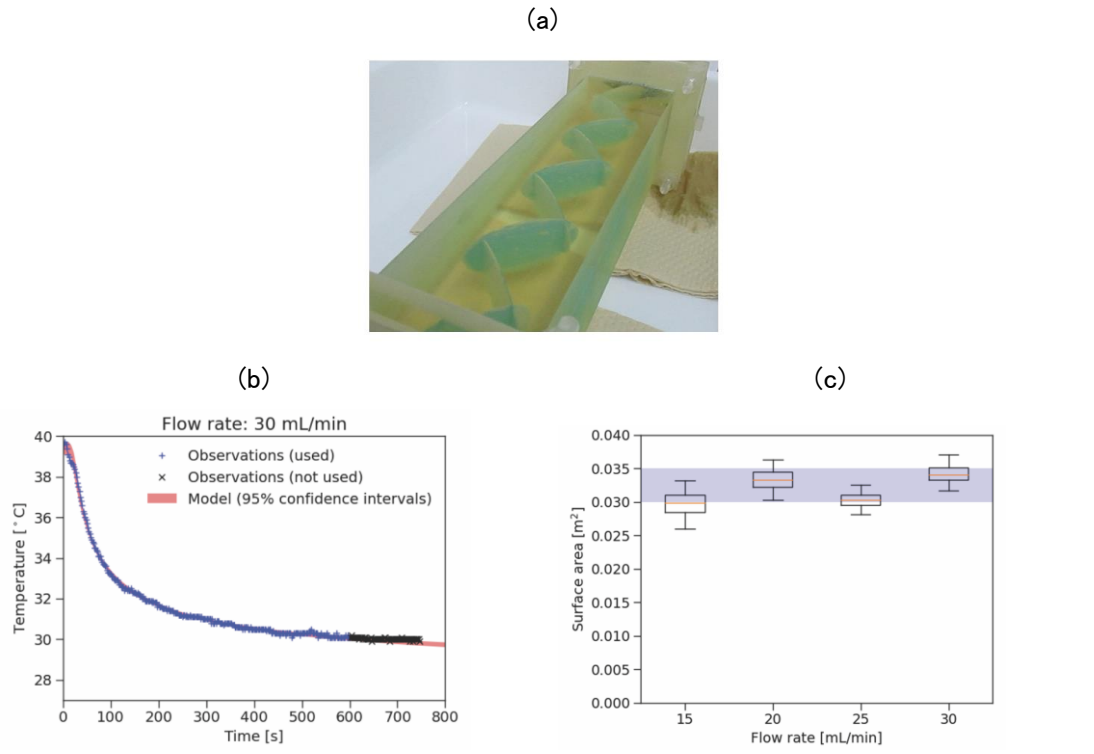 (a)
(b)
(c)
Flow rate: 30 mL/min
Observations (used)
Observations (not used)
Model (95% confidence intervals)
40
38
36
34
32
30
28
Temperature [°C]
0 100 200 300 400 500 600 700 800
Time [s]
0.040
0.035
0.030
0.025
0.020
0.015
0.010
0.005
0.000
Surface area [m²]
15 20 25 30
Flow rate [mL/min]